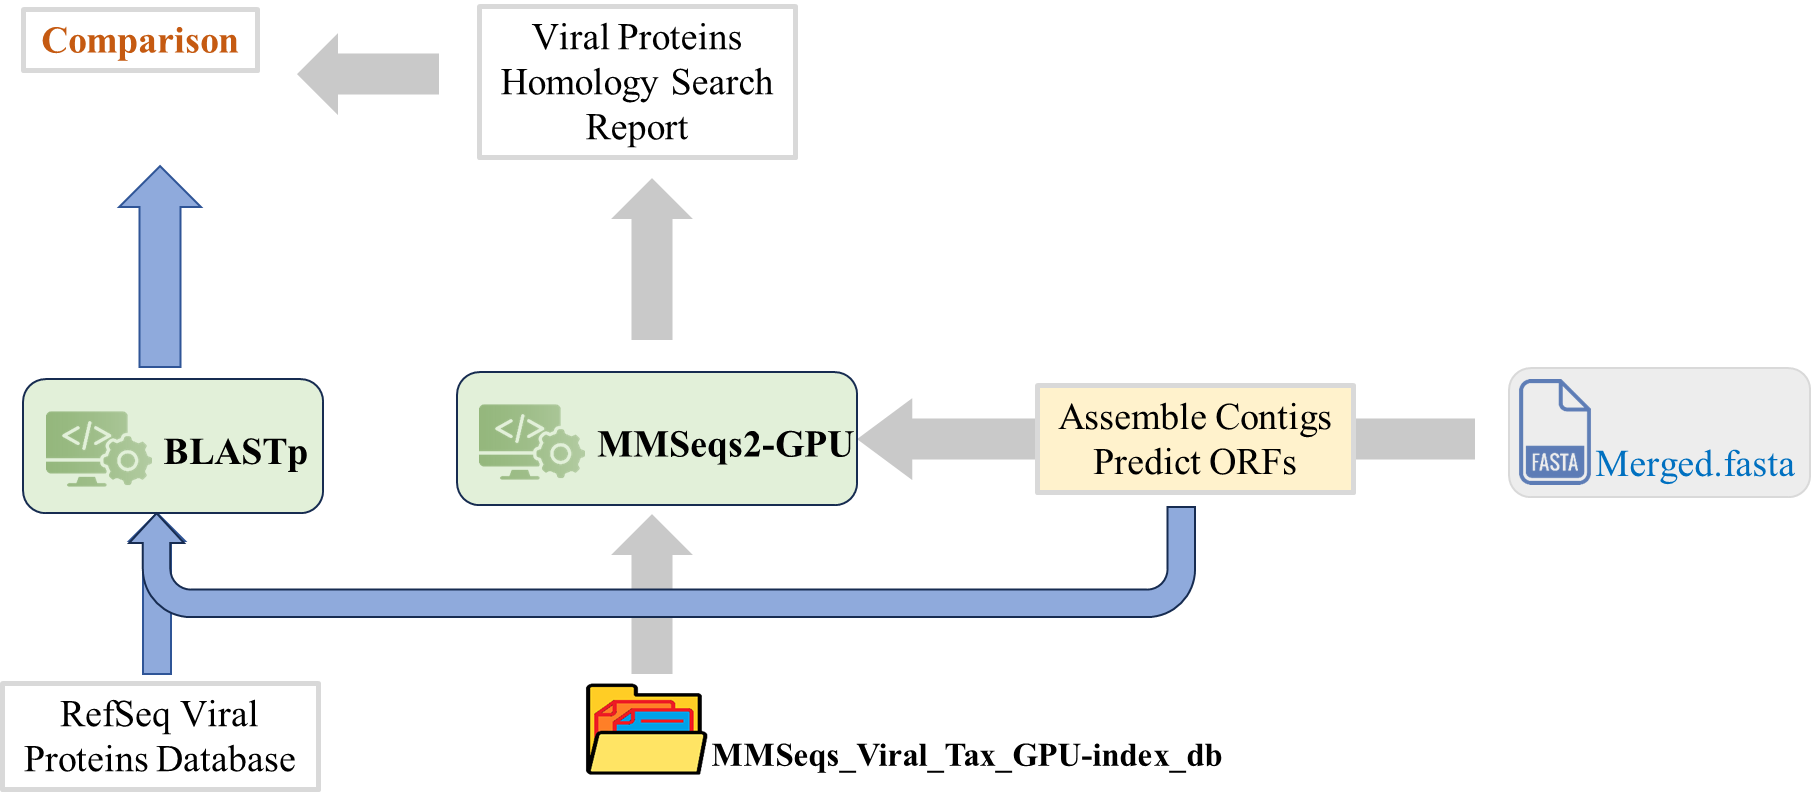 Comparison
Viral Proteins
Homology Search
Report
</>
BLASTp
</>
MMSeqs2-GPU
Assemble Contigs
Predict ORFs
FASTA
Merged.fasta
RefSeq Viral
Proteins Database
MMSeqs_Viral_Tax_GPU-index_db